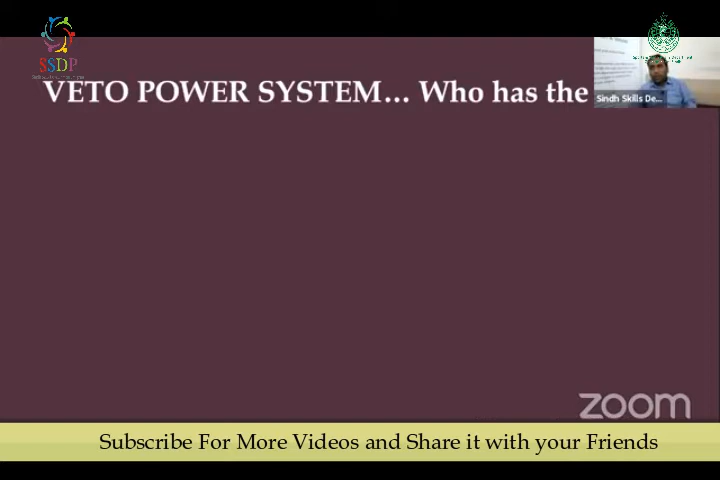 SSDP
VETO POWER SYSTEM... Who has the
Sindh Skills De...
zoom
Subscribe For More Videos and Share it with your Friends